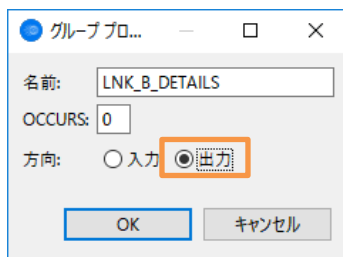 グループ プロ...
名前: LNK_B_DETAILS
OCCURS: 0
方向: 入力 出力
OK キャンセル